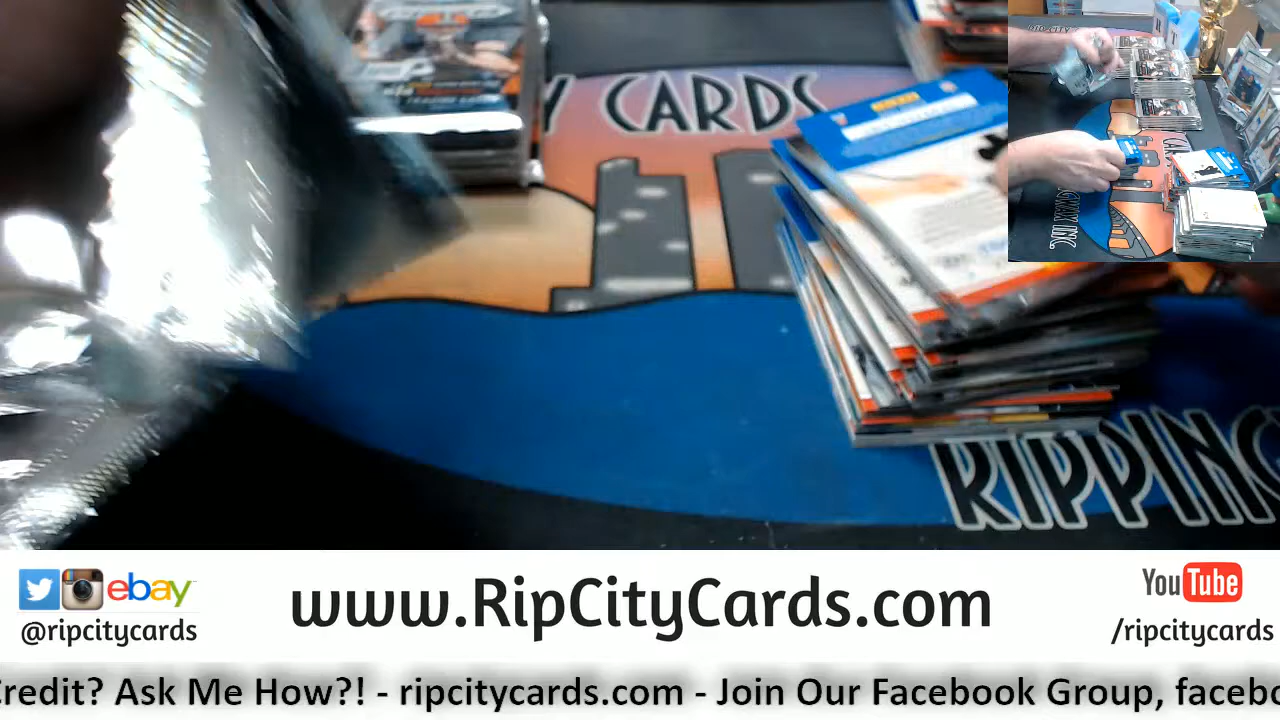 Y CARDS
RIPPING
ebay
@ripcitycards
www.RipCityCards.com
YouTube
/ripcitycards
Credit? Ask Me How?! - ripcitycards.com - Join Our Facebook Group, facebo